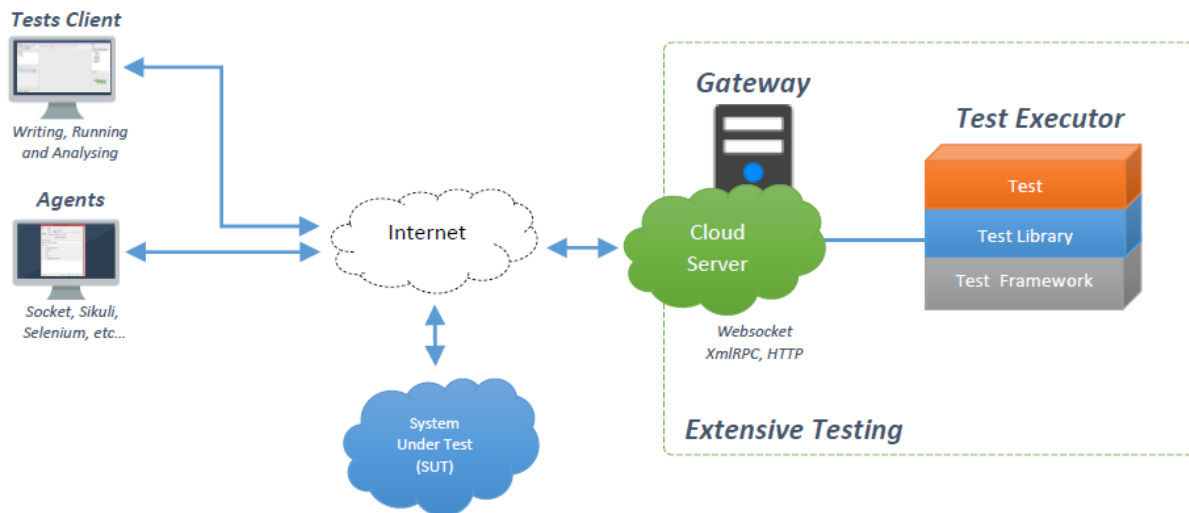 Tests Client
Writing, Running
and Analysing
Agents
Socket, Sikuli,
Selenium, etc...
Internet
System
Under Test
(SUT)
Gateway
Cloud
Server
Websocket
XmlRPC, HTTP
Test Executor
Test
Test Library
Test Framework
Extensive Testing